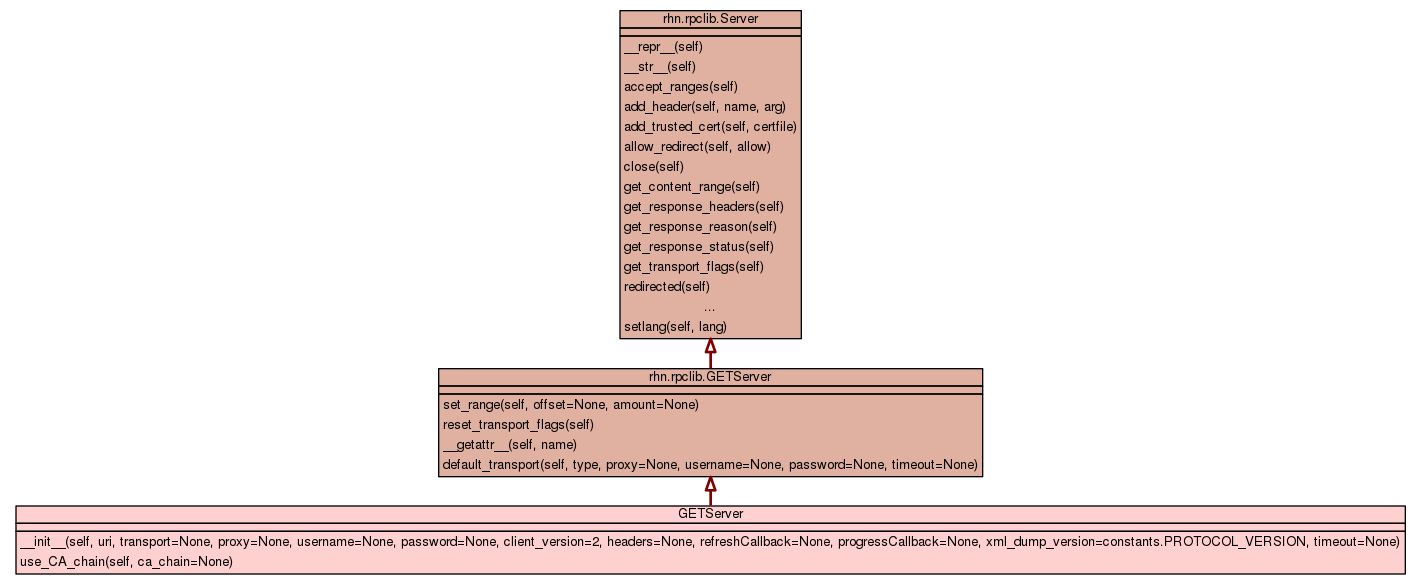 rhn.rpclib.Server
__repr__(self)
__str__(self)
accept_ranges(self)
add_header(self, name, arg)
add_trusted_cert(self, certfile)
allow_redirect(self, allow)
close(self)
get_content_range(self)
get_response_headers(self)
get_response_reason(self)
get_response_status(self)
get_transport_flags(self)
redirected(self)
...
setlang(self, lang)
rhn.rpclib.GETServer
set_range(self, offset=None, amount=None)
reset_transport_flags(self)
__getattr__(self, name)
default_transport(self, type, proxy=None, username=None, password=None, timeout=None)
GETServer
__init__(self, uri, transport=None, proxy=None, username=None, password=None, client_version=2, headers=None, refreshCallback=None, progressCallback=None, xml_dump_version=constants.PROTOCOL_VERSION, timeout=None)
use_CA_chain(self, ca_chain=None)